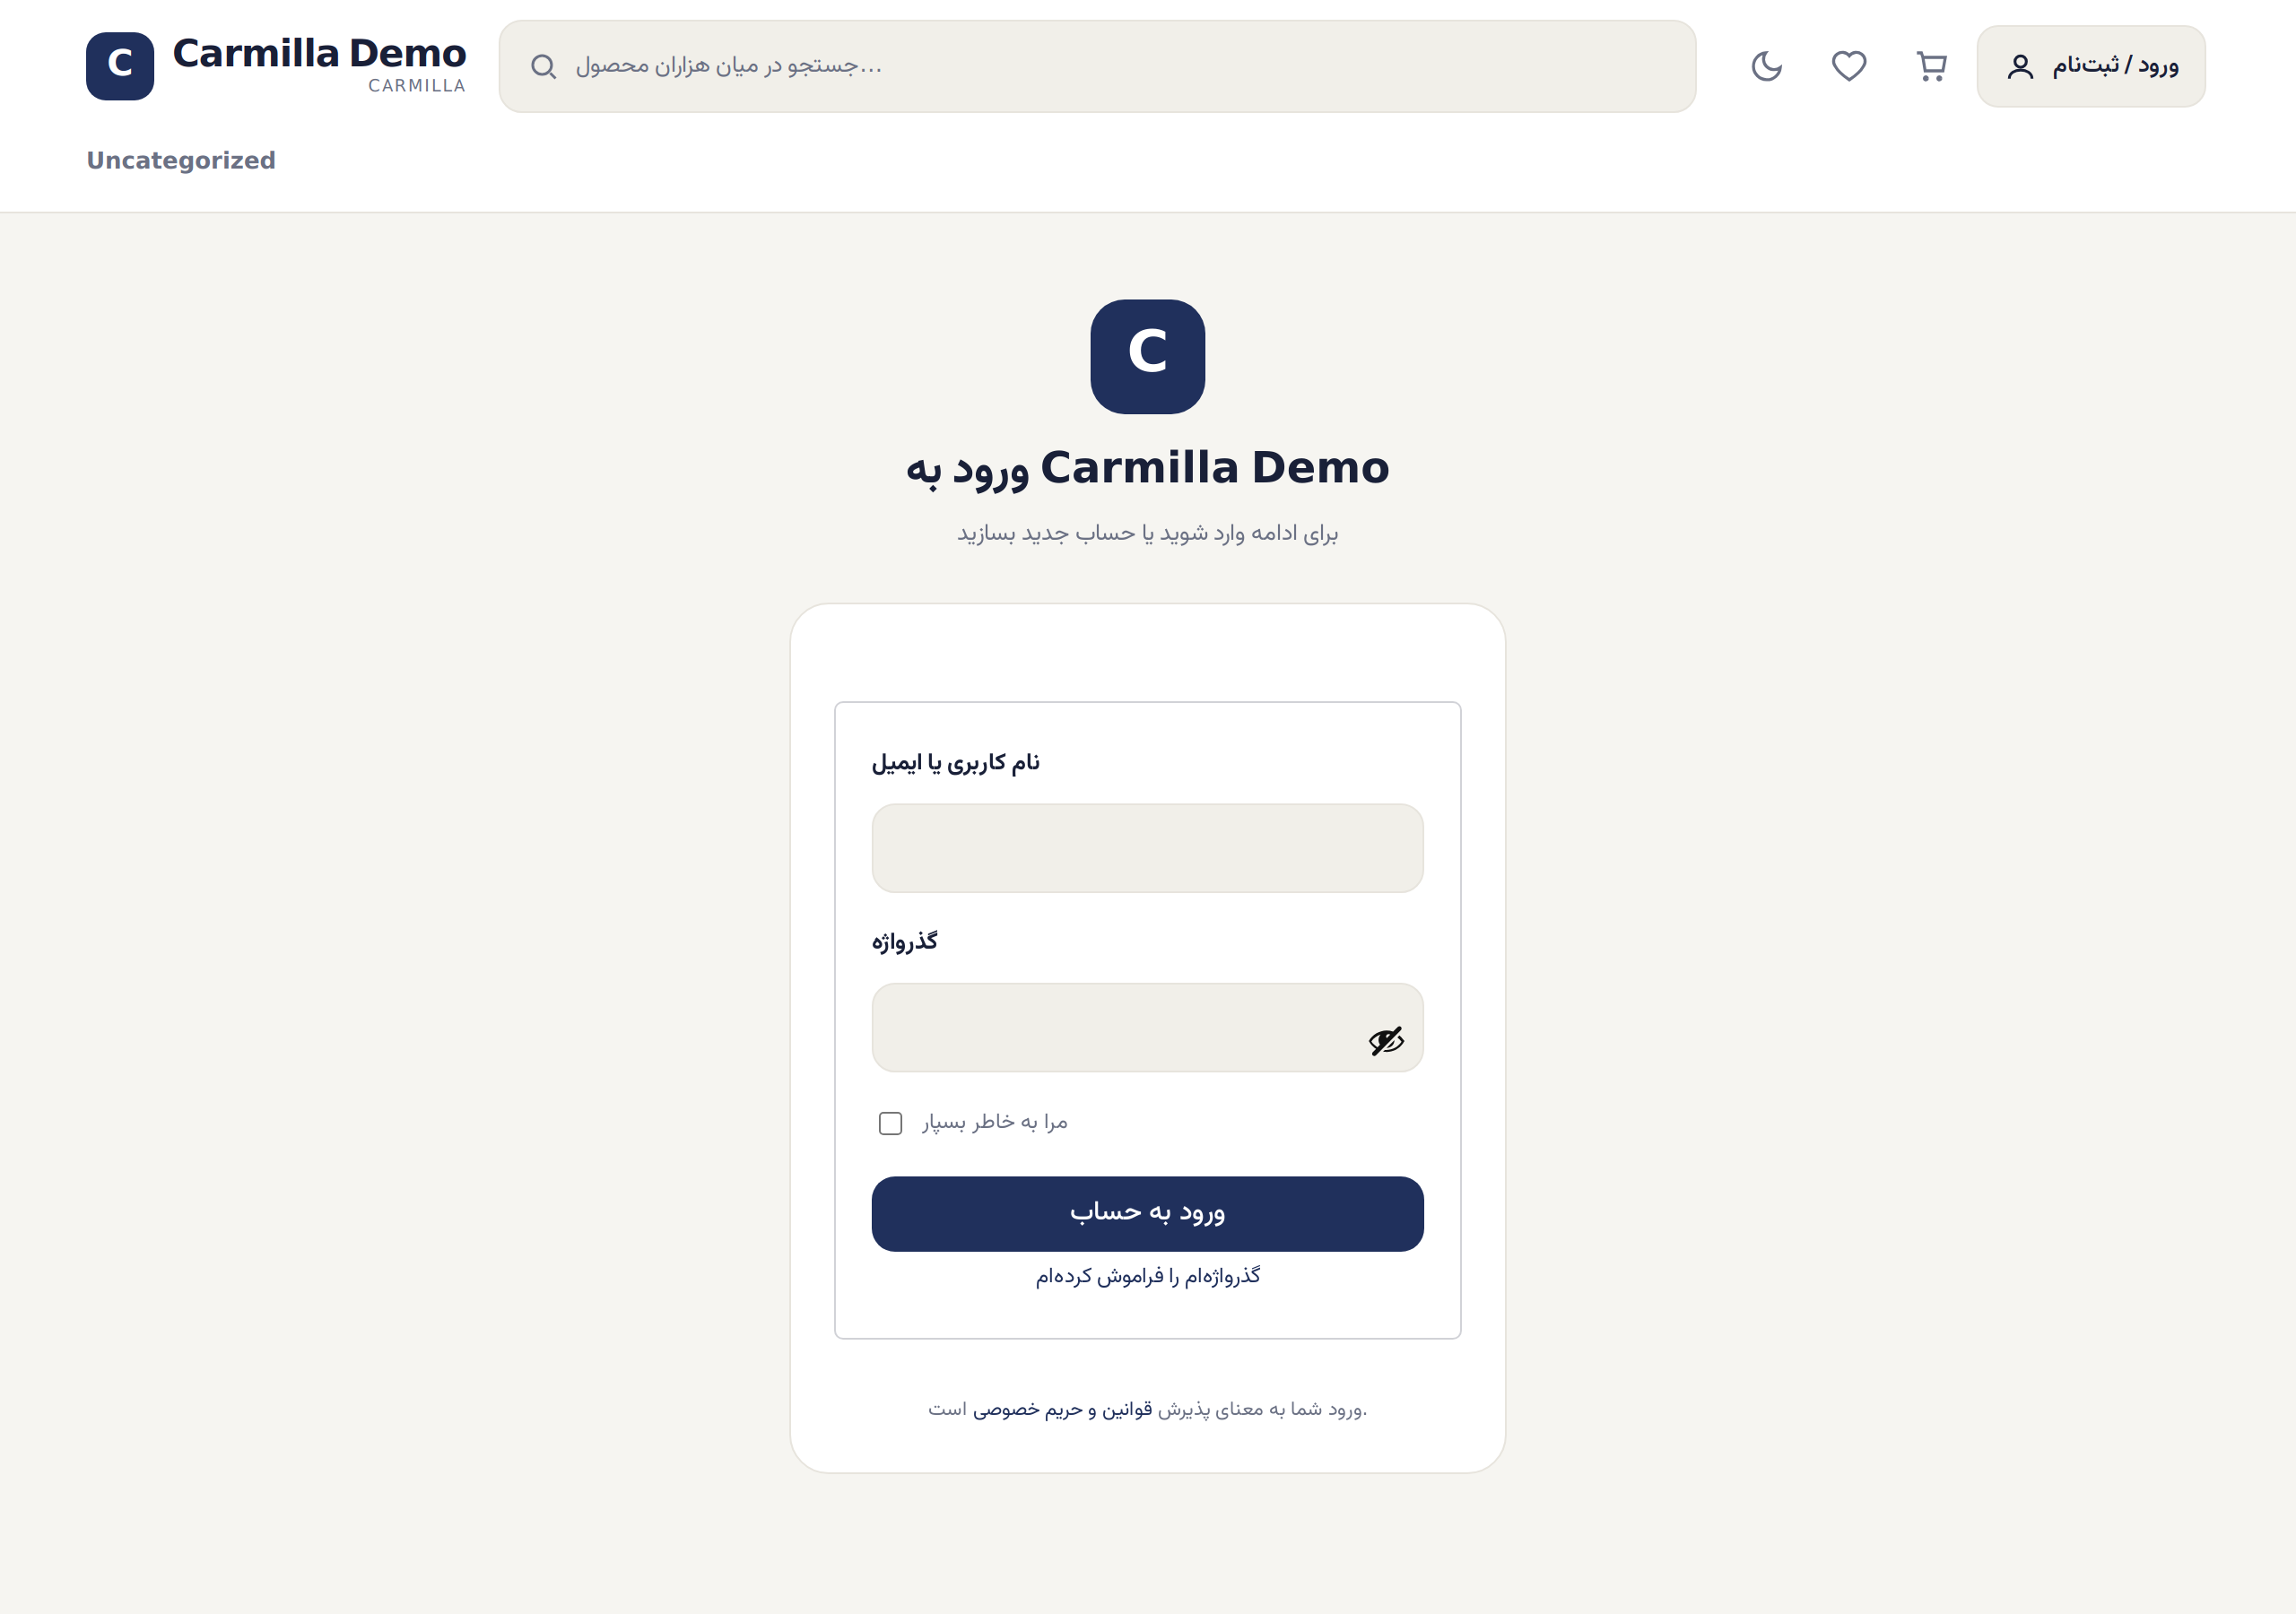 C
Carmilla Demo
CARMILLA
جستجو در میان هزاران محصول...
ورود / ثبت‌نام
Uncategorized
C
ورود به Carmilla Demo
برای ادامه وارد شوید یا حساب جدید بسازید
نام کاربری یا ایمیل
گذرواژه
مرا به خاطر بسپار
ورود به حساب
گذرواژه‌ام را فراموش کرده‌ام
ورود شما به معنای پذیرش قوانین و حریم خصوصی است.